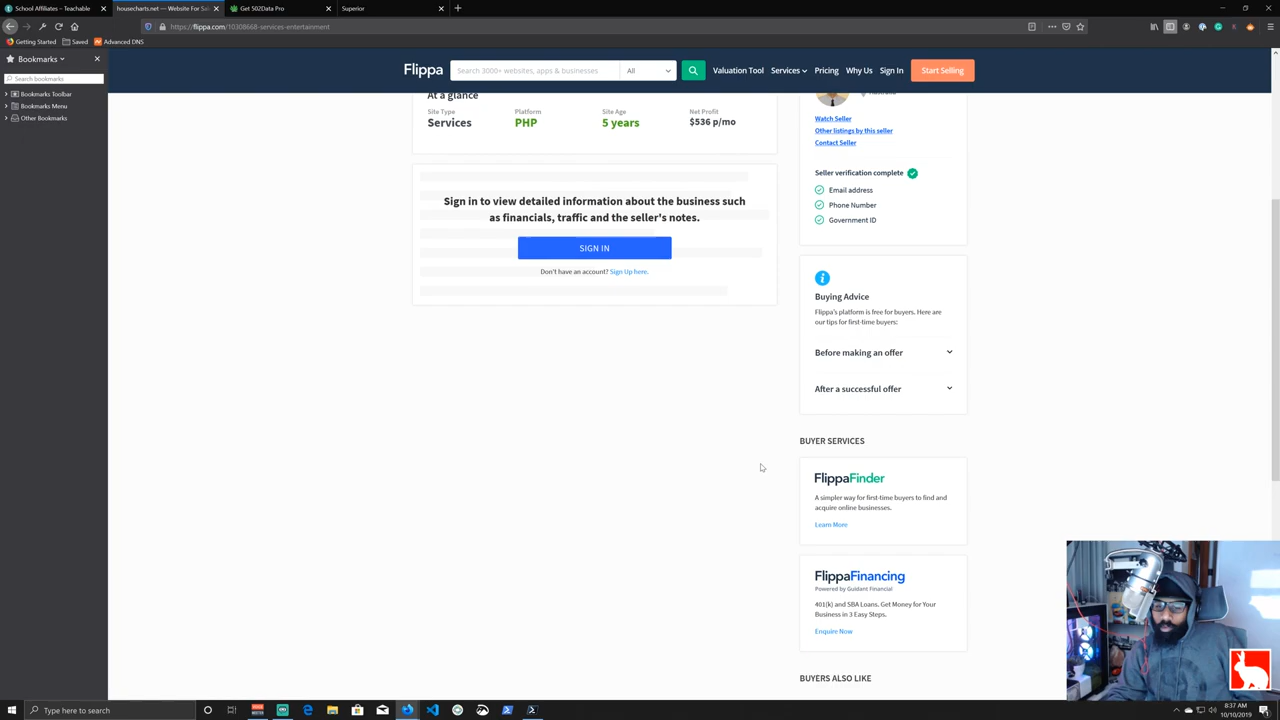 School Affiliates – Teachable
housecharts.net — Website For Sal
Get 502Data Pro
Superior
https://flippa.com/10308668-services-entertainment
Getting Started
Saved
Advanced DNS
Bookmarks
Search bookmarks
Bookmarks Toolbar
Bookmarks Menu
Other Bookmarks
Flippa
Search 3000+ websites, apps & businesses
All
Valuation Tool
Services
Pricing
Why Us
Sign In
Start Selling
At a glance
Site Type
Platform
Site Age
Net Profit
Services
PHP
5 years
$536 p/mo
Sign in to view detailed information about the business such
as financials, traffic and the seller's notes.
SIGN IN
Don't have an account? Sign Up here.
Watch Seller
Other listings by this seller
Contact Seller
Seller verification complete
Email address
Phone Number
Government ID
Buying Advice
Flippa's platform is free for buyers. Here are
our tips for first-time buyers:
Before making an offer
After a successful offer
BUYER SERVICES
FlippaFinder
A simpler way for first-time buyers to find and
acquire online businesses.
Learn More
FlippaFinancing
Powered by Guidant Financial
401(k) and SBA Loans. Get Money for Your
Business in 3 Easy Steps.
Enquire Now
BUYERS ALSO LIKE
Type here to search
8:37 AM
10/10/2019